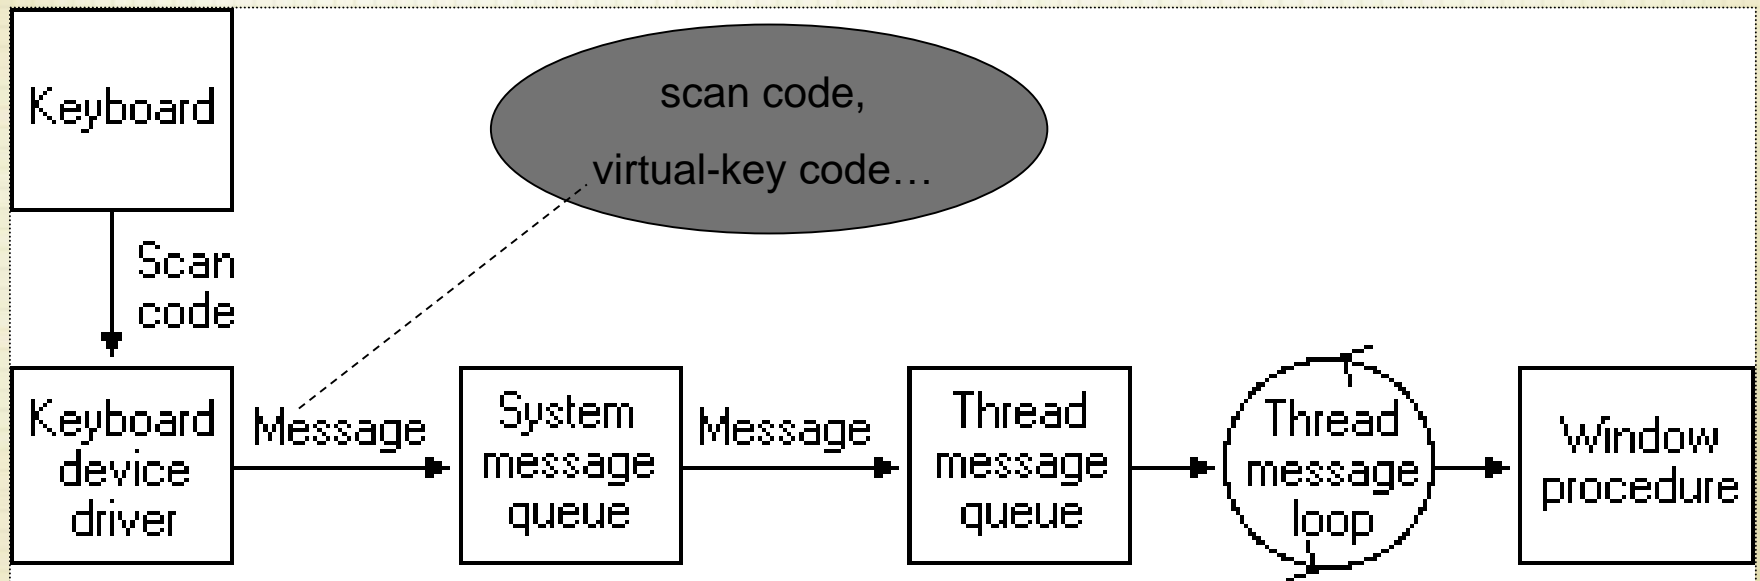 Keyboard
scan code,
virtual-key code…
Scan
code
Keyboard
device
driver
Message
System
message
queue
Message
Thread
message
queue
Thread
message
loop
Window
procedure